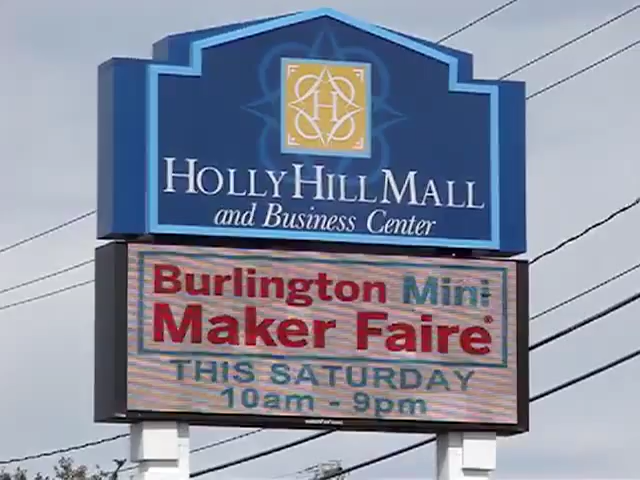 H
HOLLY HILL MALL
and Business Center
Burlington Mini
Maker Faire®
THIS SATURDAY
10am - 9pm